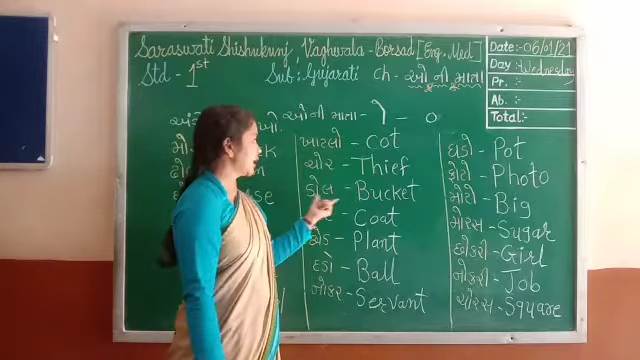 Saraswati Shishukunj, Vaghwala - Borsad [Eng. Med.]
Std - 1st Sub: Gujarati Ch - ઓ ની માત્રા
Date:- 06/01/21
Day:- Wednesday
Pr. :-
Ab. :-
Total:-
ઓની માત્રા - ો - o
ખાટલો - Cot
ચોર - Thief
ડોલ - Bucket
- Coat
છોડ - Plant
દડો - Ball
નોકર - Servant
ઘડો - Pot
ફોટો - Photo
મોટો - Big
મોરસ - Sugar
છોકરી - Girl
નોકરી - Job
ચોરસ - Square